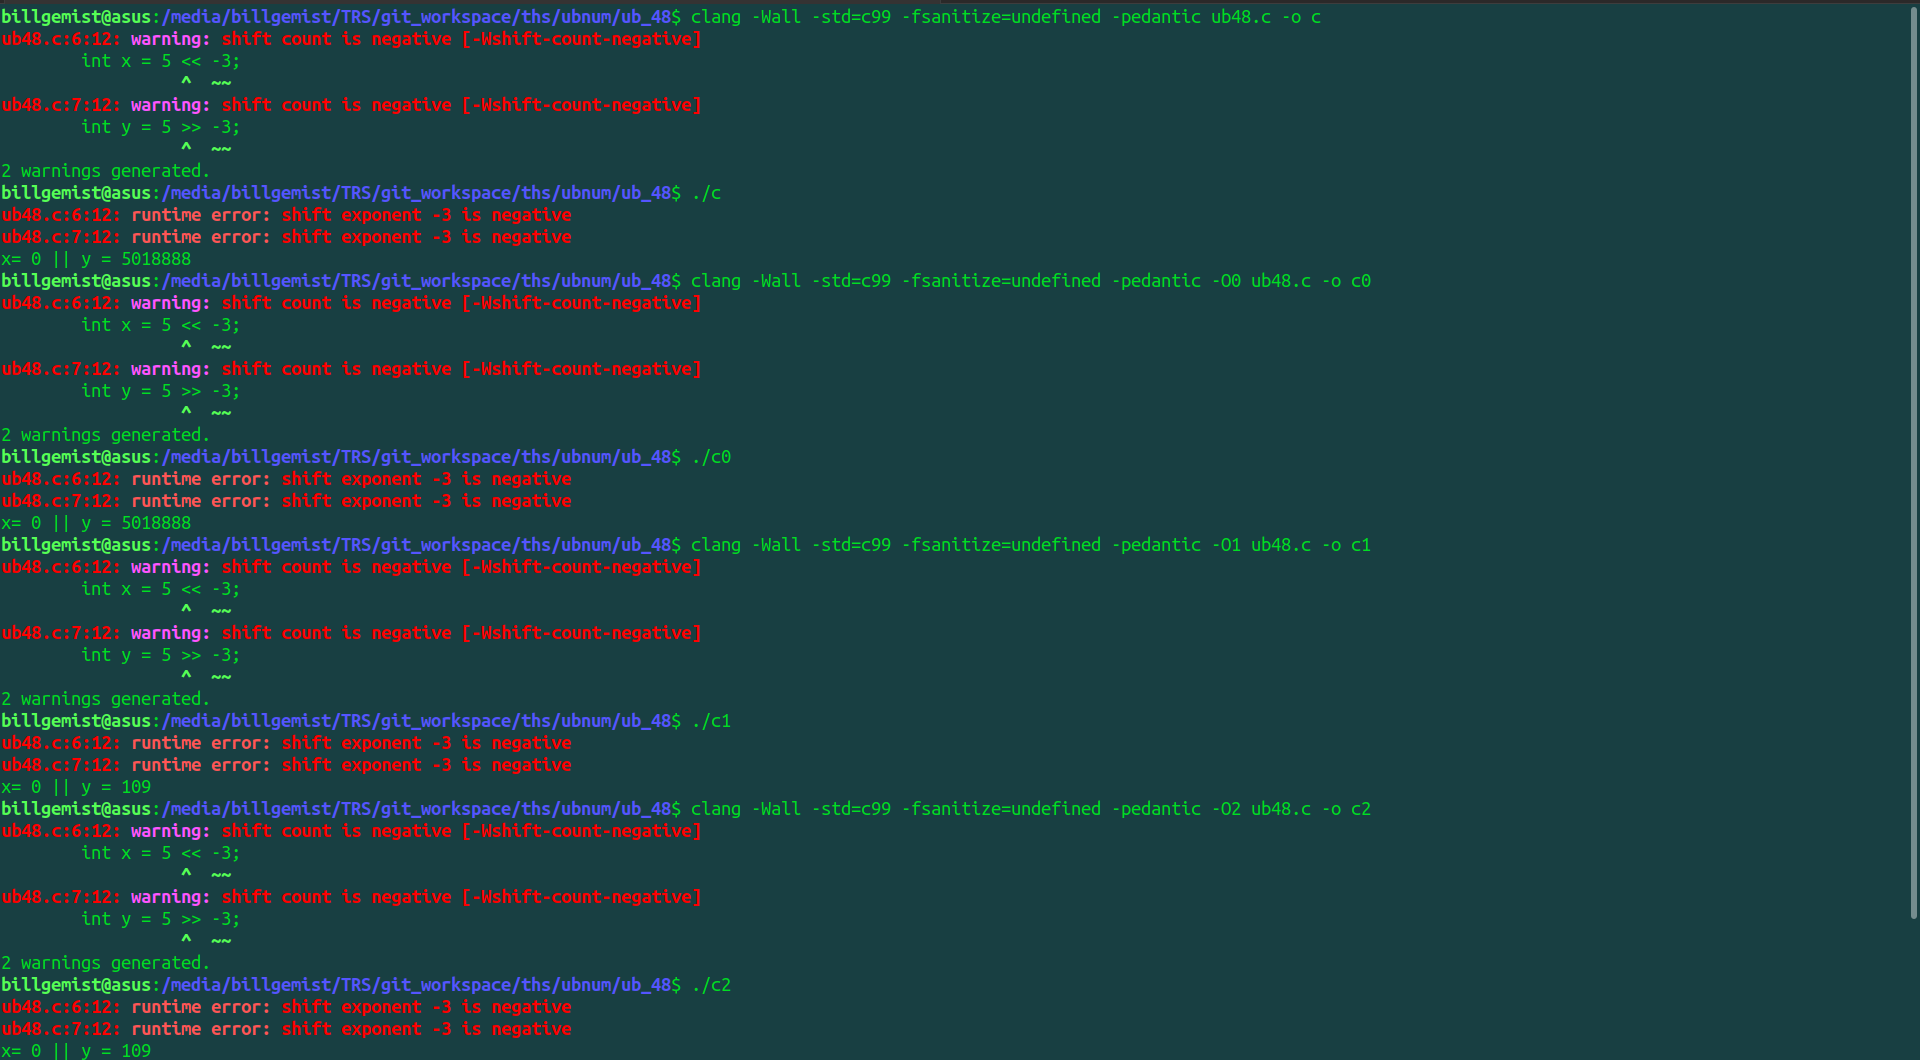 billgemist@asus:/media/billgemist/TRS/git_workspace/ths/ubnum/ub_48$ clang -Wall -std=c99 -fsanitize=undefined -pedantic ub48.c -o c
ub48.c:6:12: warning: shift count is negative [-Wshift-count-negative]
        int x = 5 << -3;
                  ^  ~~
ub48.c:7:12: warning: shift count is negative [-Wshift-count-negative]
        int y = 5 >> -3;
                  ^  ~~
2 warnings generated.
billgemist@asus:/media/billgemist/TRS/git_workspace/ths/ubnum/ub_48$ ./c
ub48.c:6:12: runtime error: shift exponent -3 is negative
ub48.c:7:12: runtime error: shift exponent -3 is negative
x= 0 || y = 5018888
billgemist@asus:/media/billgemist/TRS/git_workspace/ths/ubnum/ub_48$ clang -Wall -std=c99 -fsanitize=undefined -pedantic -O0 ub48.c -o c0
ub48.c:6:12: warning: shift count is negative [-Wshift-count-negative]
        int x = 5 << -3;
                  ^  ~~
ub48.c:7:12: warning: shift count is negative [-Wshift-count-negative]
        int y = 5 >> -3;
                  ^  ~~
2 warnings generated.
billgemist@asus:/media/billgemist/TRS/git_workspace/ths/ubnum/ub_48$ ./c0
ub48.c:6:12: runtime error: shift exponent -3 is negative
ub48.c:7:12: runtime error: shift exponent -3 is negative
x= 0 || y = 5018888
billgemist@asus:/media/billgemist/TRS/git_workspace/ths/ubnum/ub_48$ clang -Wall -std=c99 -fsanitize=undefined -pedantic -O1 ub48.c -o c1
ub48.c:6:12: warning: shift count is negative [-Wshift-count-negative]
        int x = 5 << -3;
                  ^  ~~
ub48.c:7:12: warning: shift count is negative [-Wshift-count-negative]
        int y = 5 >> -3;
                  ^  ~~
2 warnings generated.
billgemist@asus:/media/billgemist/TRS/git_workspace/ths/ubnum/ub_48$ ./c1
ub48.c:6:12: runtime error: shift exponent -3 is negative
ub48.c:7:12: runtime error: shift exponent -3 is negative
x= 0 || y = 109
billgemist@asus:/media/billgemist/TRS/git_workspace/ths/ubnum/ub_48$ clang -Wall -std=c99 -fsanitize=undefined -pedantic -O2 ub48.c -o c2
ub48.c:6:12: warning: shift count is negative [-Wshift-count-negative]
        int x = 5 << -3;
                  ^  ~~
ub48.c:7:12: warning: shift count is negative [-Wshift-count-negative]
        int y = 5 >> -3;
                  ^  ~~
2 warnings generated.
billgemist@asus:/media/billgemist/TRS/git_workspace/ths/ubnum/ub_48$ ./c2
ub48.c:6:12: runtime error: shift exponent -3 is negative
ub48.c:7:12: runtime error: shift exponent -3 is negative
x= 0 || y = 109